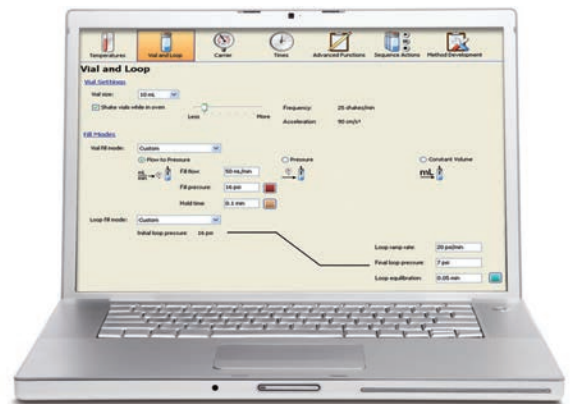 Temperatures Vial and Loop Carrier Times Advanced Functions Sequence Actions Method Development
Vial and Loop
Vial Settings
Vial size: 10 mL
Shake vials while in oven
Less More
Frequency: 25 shakes/min
Acceleration: 90 cm/s²
Fill Modes
Vial fill mode: Custom
Flow to Pressure Pressure Constant Volume
Fill flow: 50 mL/min
mL
Fill pressure: 16 psi
Hold time: 0.1 min
Loop fill mode: Custom
Initial loop pressure: 16 psi
Loop ramp rate: 20 psi/min
Final loop pressure: 7 psi
Loop equilibration: 0.05 min